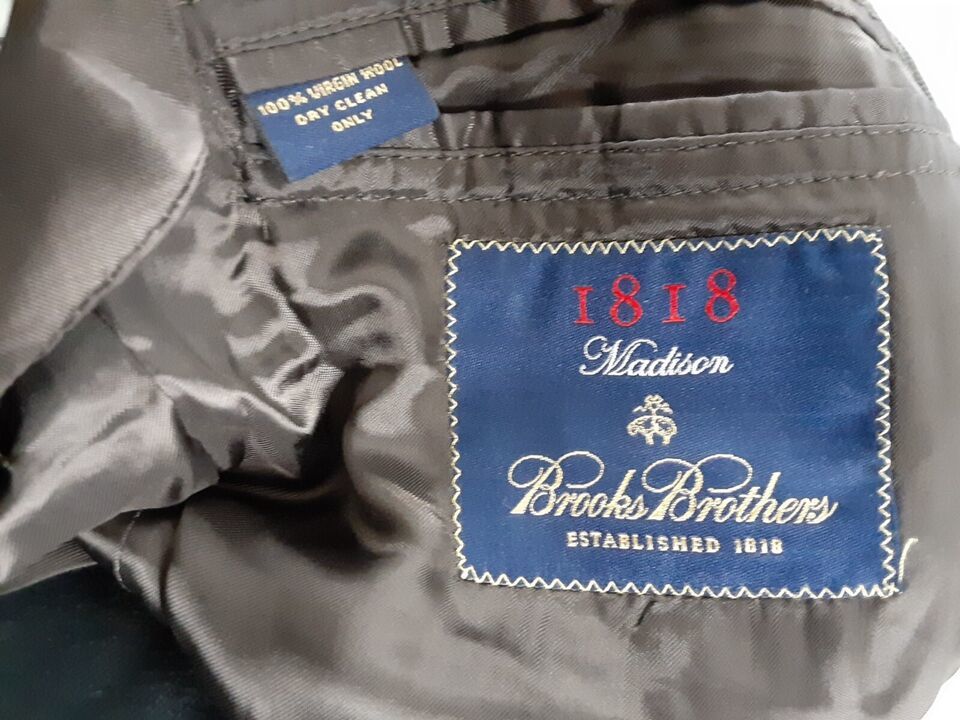 100% VIRGIN WOOL
DRY CLEAN
ONLY
1818
Madison
Brooks Brothers
ESTABLISHED 1818